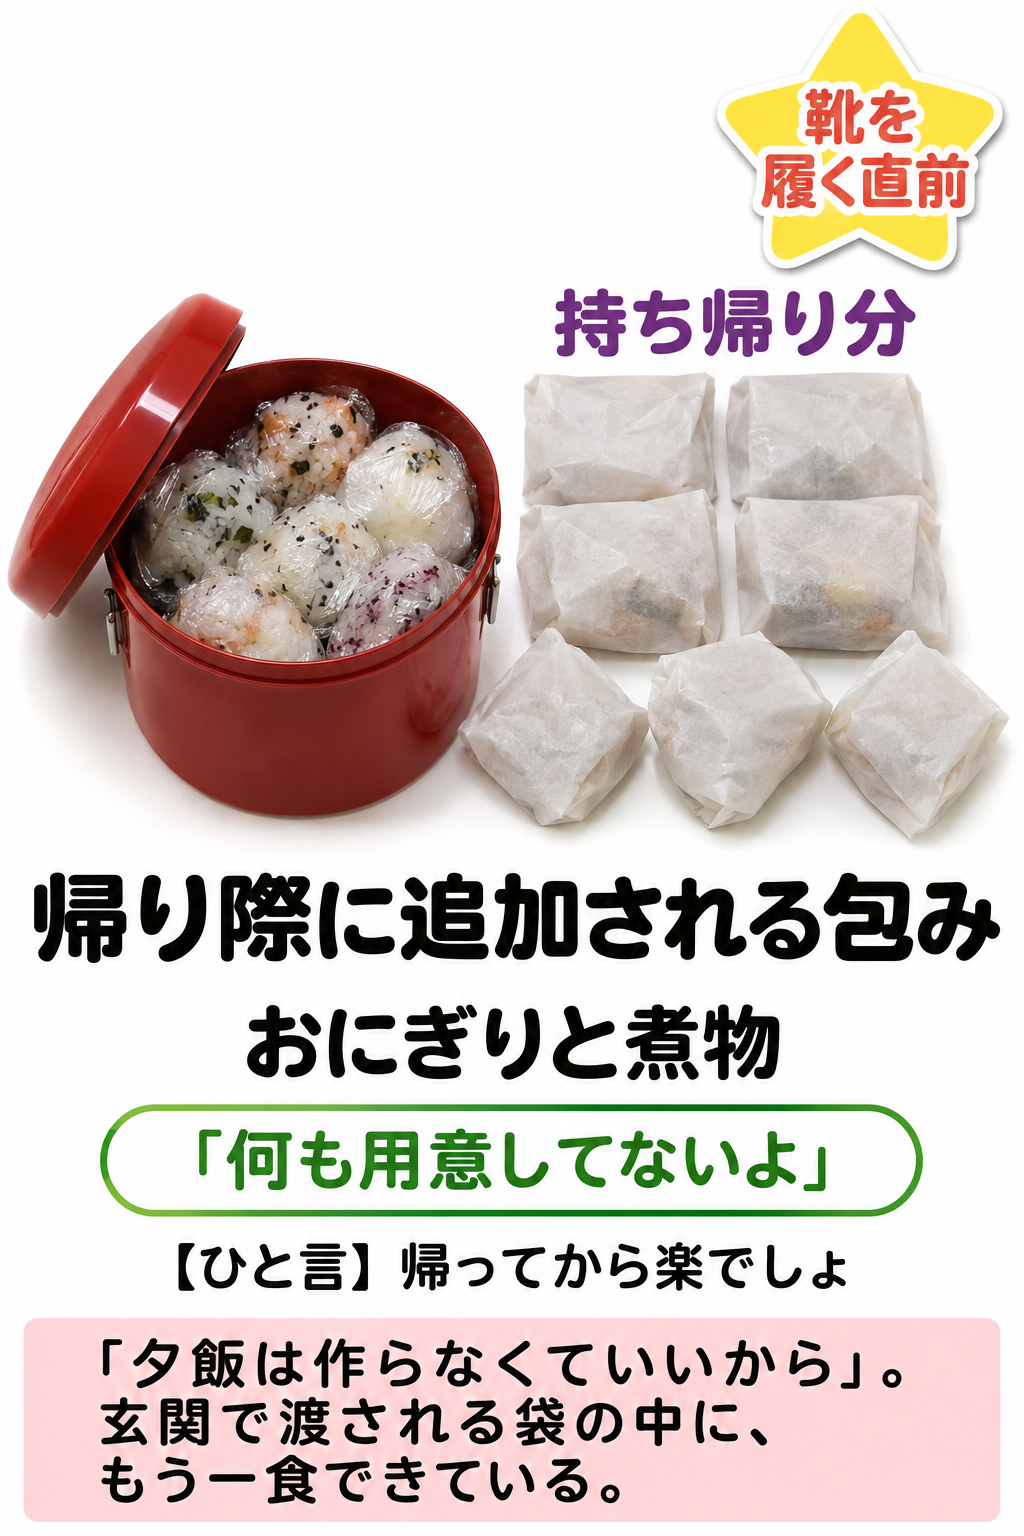 靴を
履く直前
持ち帰り分
帰り際に追加される包み
おにぎりと煮物
「何も用意してないよ」
【ひと言】帰ってから楽でしょ
「夕飯は作らなくていいから」。
玄関で渡される袋の中に、
もう一食できている。